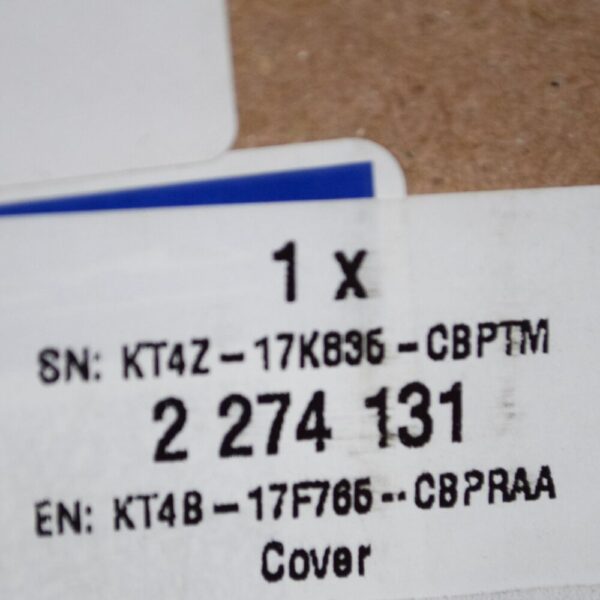 1 x
SN: KT4Z-17K835-CBPTM
2 274 131
EN: KT4B-17F765--CBPRAA
Cover